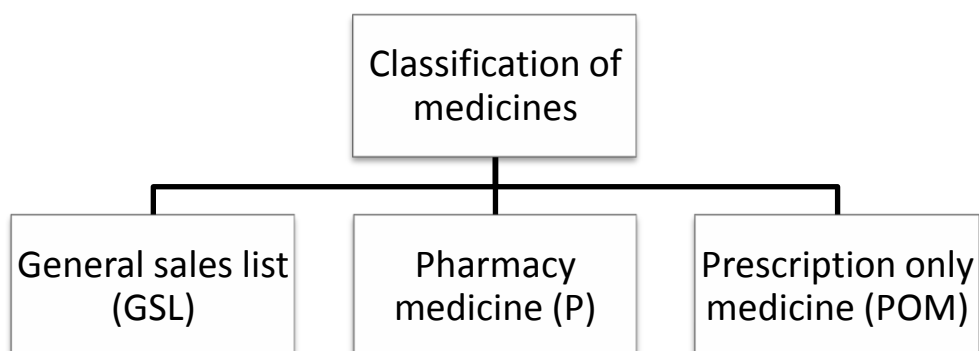 Classification of
medicines
General sales list
(GSL)
Pharmacy
medicine (P)
Prescription only
medicine (POM)